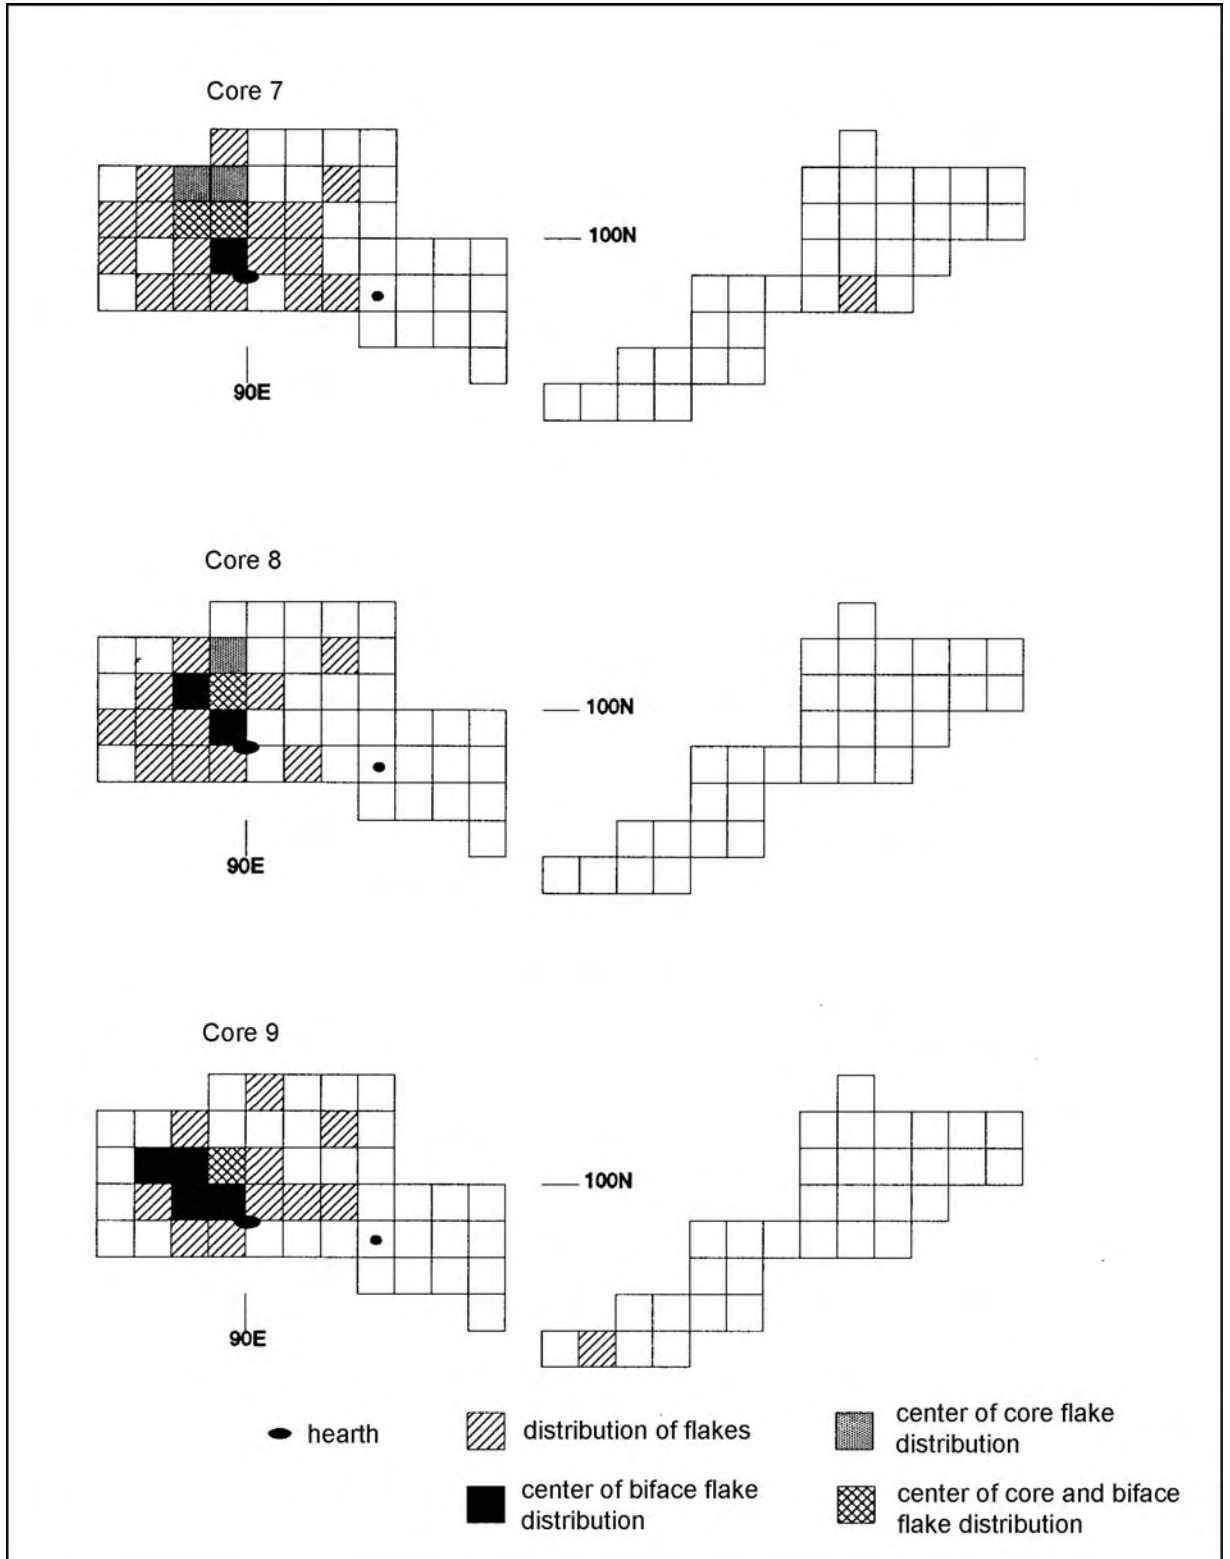 Core 7
100N
90E
Core 8
100N
90E
Core 9
100N
90E
hearth
distribution of flakes
center of core flake
distribution
center of biface flake
distribution
center of core and biface
flake distribution